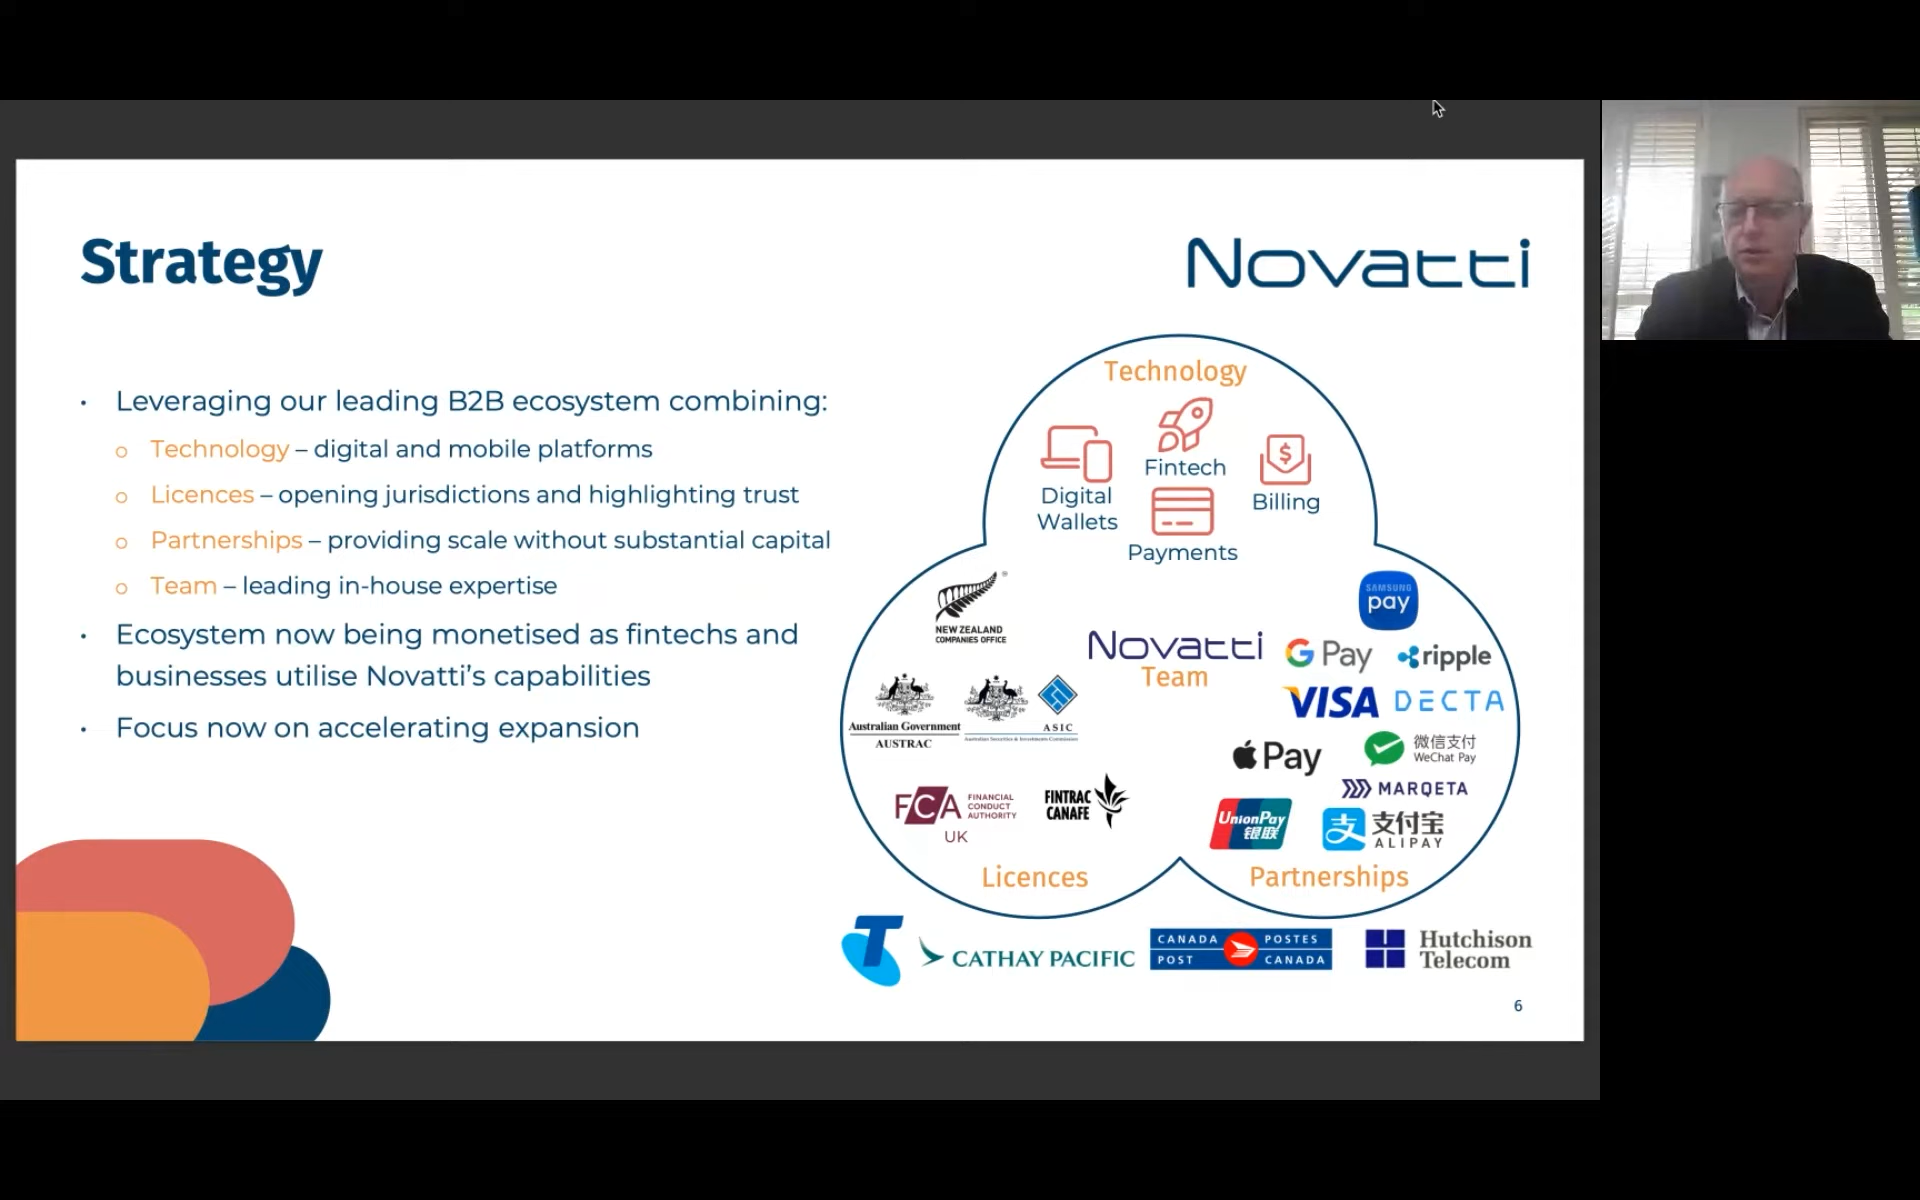 Strategy
Novatti
• Leveraging our leading B2B ecosystem combining:
o Technology – digital and mobile platforms
o Licences – opening jurisdictions and highlighting trust
o Partnerships – providing scale without substantial capital
o Team – leading in-house expertise
• Ecosystem now being monetised as fintechs and
businesses utilise Novatti's capabilities
• Focus now on accelerating expansion
Technology
Digital
Wallets
Fintech
Payments
Billing
NEW ZEALAND
COMPANIES OFFICE
Australian Government
AUSTRAC
ASIC
Australian Securities & Investments Commission
FCA
FINANCIAL
CONDUCT
AUTHORITY
UK
FINTRAC
CANAFE
Licences
Novatti
Team
SAMSUNG
pay
G Pay
ripple
VISA
DECTA
Pay
微信支付
WeChat Pay
MARQETA
UnionPay
银联
支
支付宝
ALIPAY
Partnerships
T
CATHAY PACIFIC
CANADA POSTES
POST CANADA
Hutchison
Telecom
6